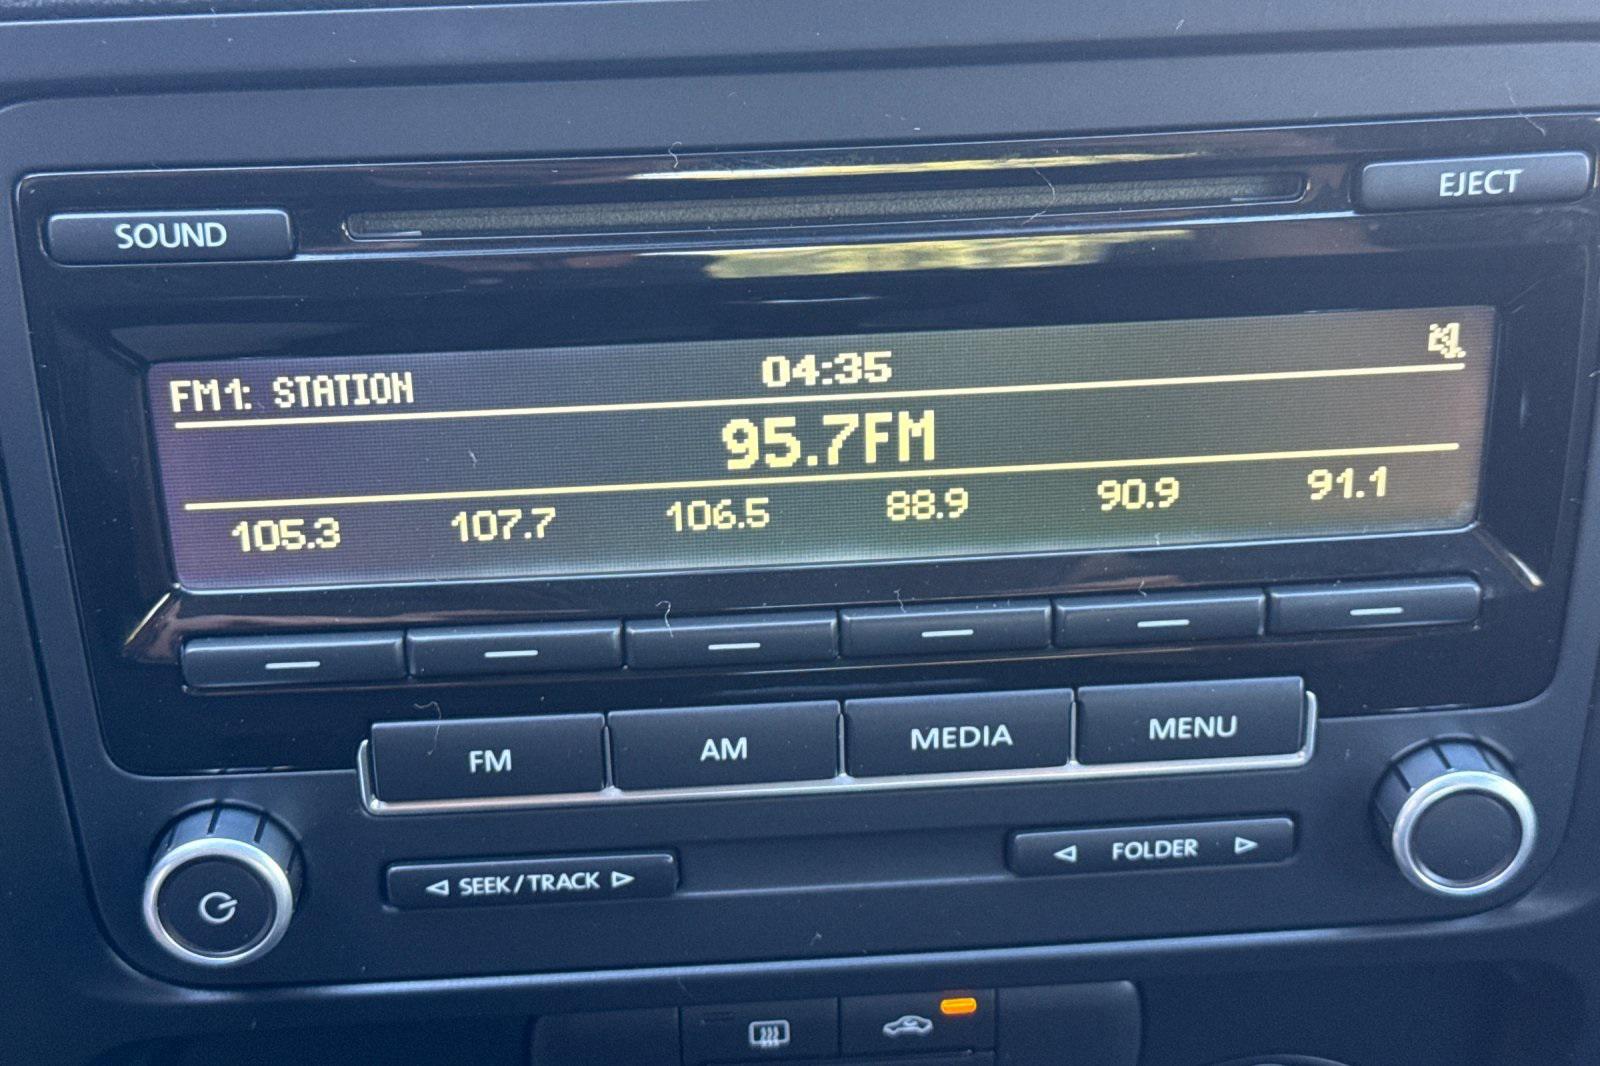 SOUND
EJECT
FM1: STATION
04:35
95.7FM
105.3 107.7 106.5 88.9 90.9 91.1
FM AM MEDIA MENU
SEEK/TRACK
FOLDER